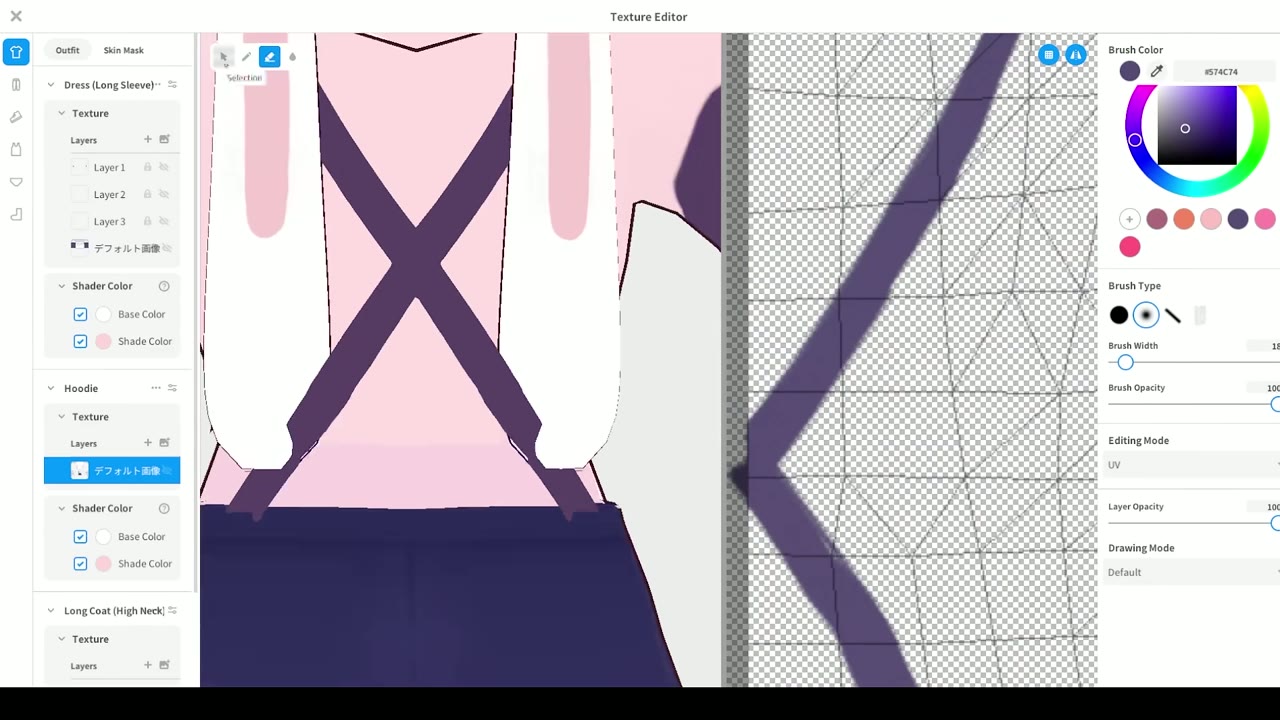 Texture Editor
Outfit
Skin Mask
Selection
Dress (Long Sleeve)
Texture
Layers
Layer 1
Layer 2
Layer 3
デフォルト画像
Shader Color
Base Color
Shade Color
Hoodie
Texture
Layers
デフォルト画像
Shader Color
Base Color
Shade Color
Long Coat (High Neck)
Texture
Layers
Brush Color
#574C74
Brush Type
Brush Width
18
Brush Opacity
100
Editing Mode
UV
Layer Opacity
100
Drawing Mode
Default